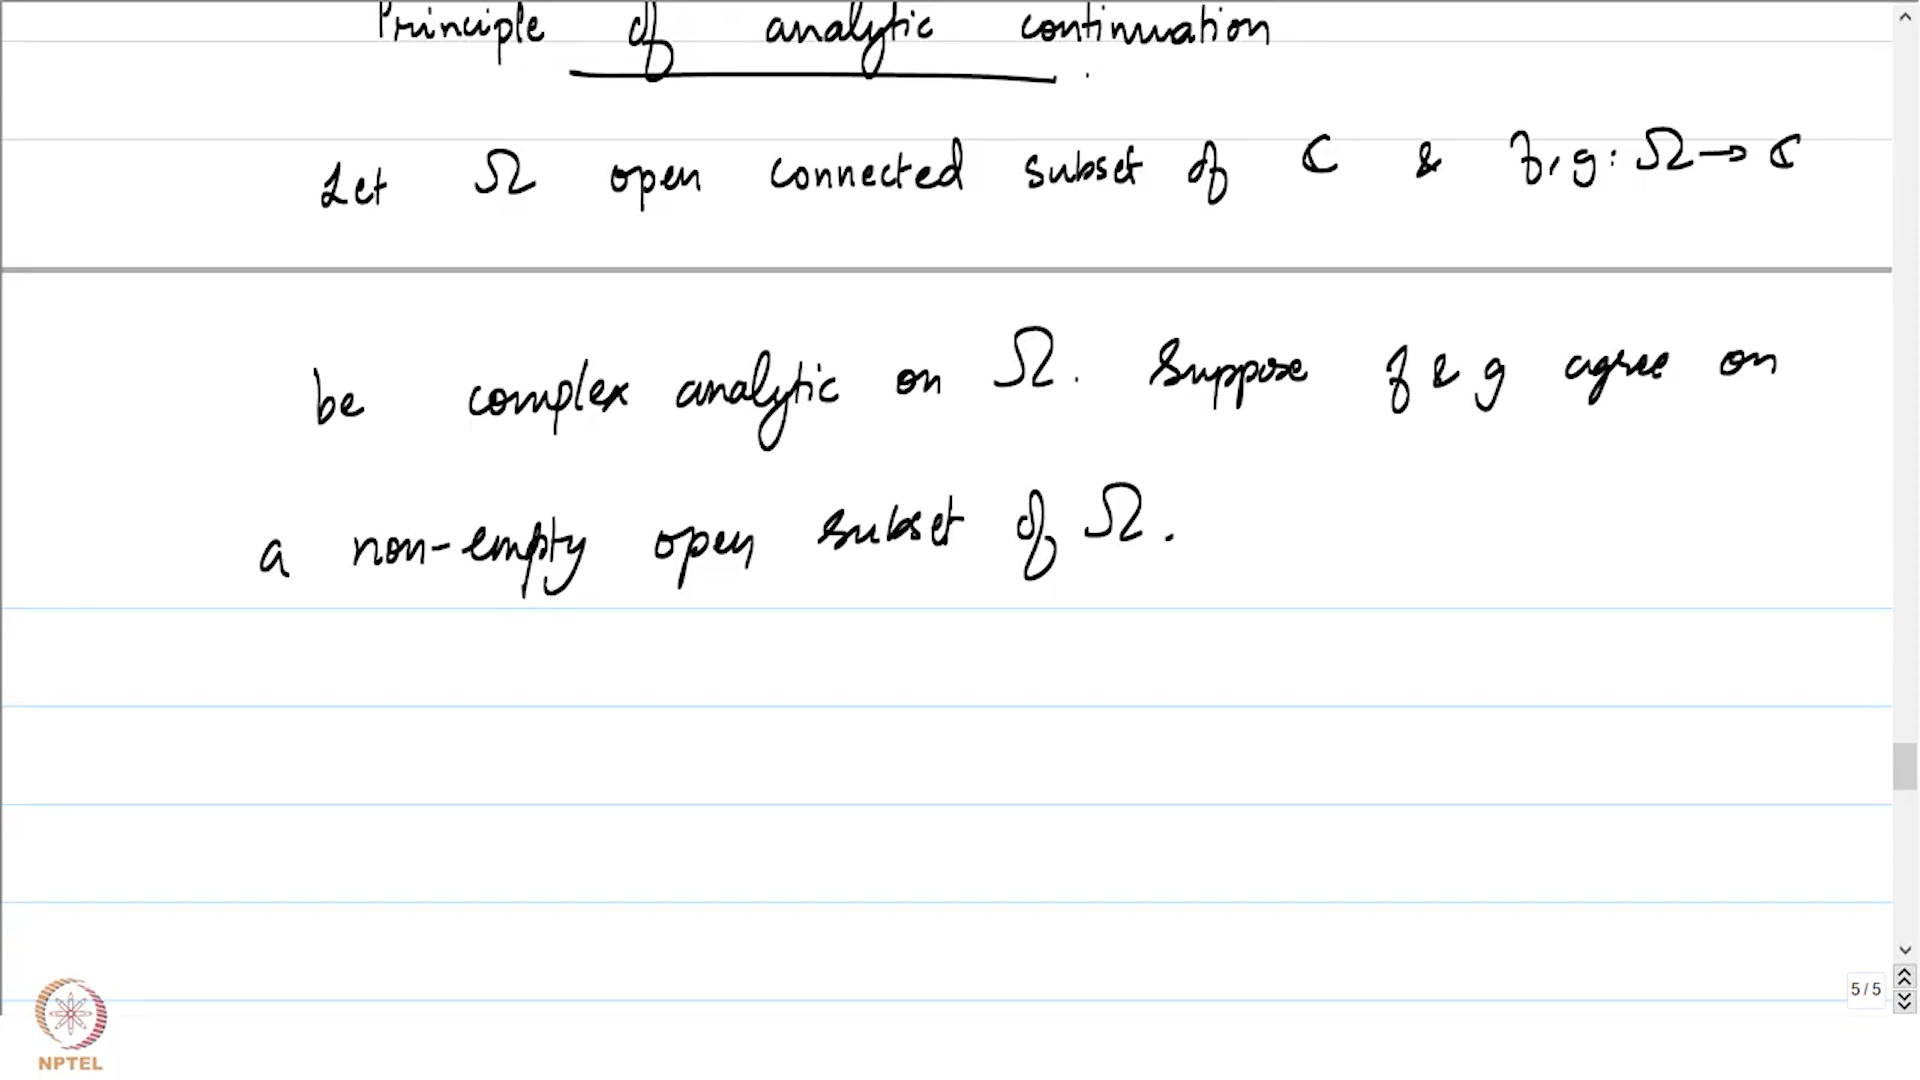 Principle of analytic continuation.
Let Ω open connected subset of ℂ & f, g: Ω → ℂ
be complex analytic on Ω. Suppose f & g agree on
a non-empty open subset of Ω.
5 / 5
NPTEL